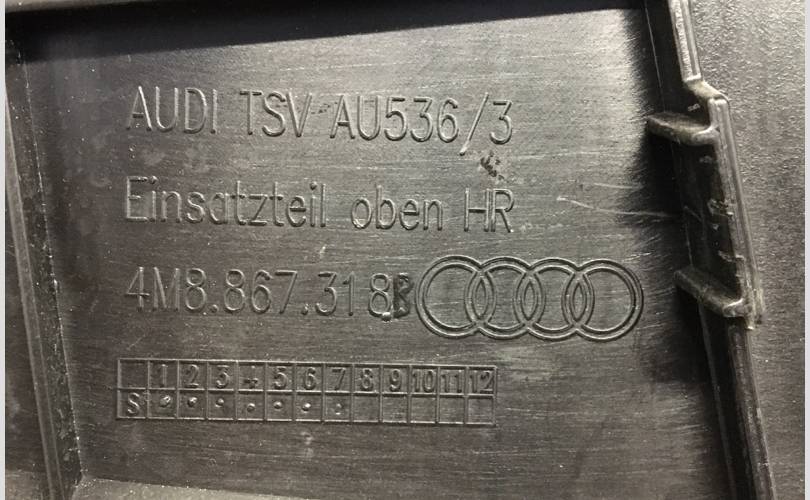 AUDI TSV AU536/3
Einsatzteil oben HR
4M8.867.318.B
1 2 3 4 5 6 7 8 9 10 11 12
S